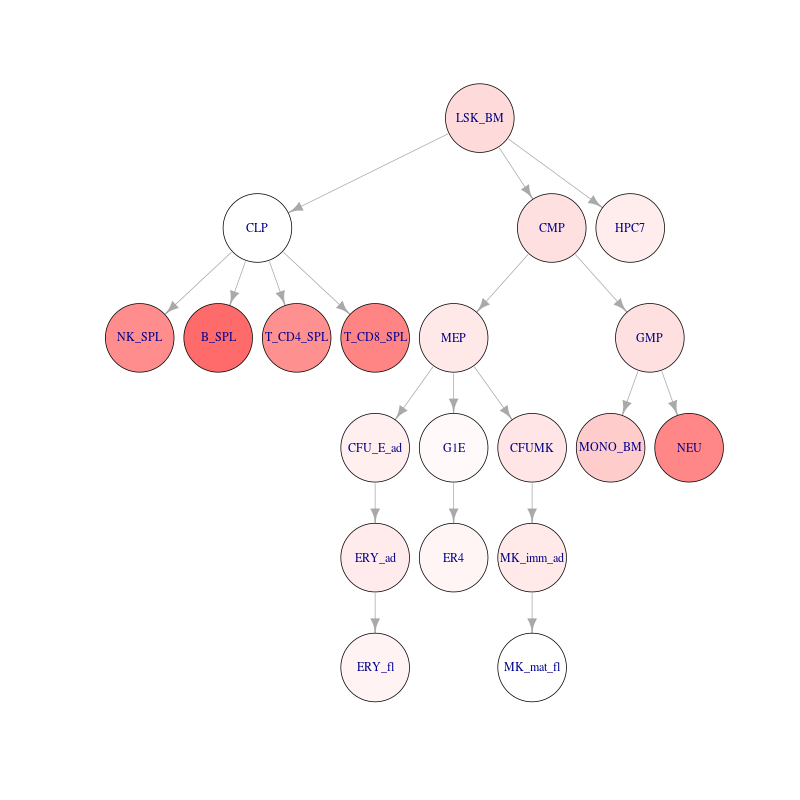 LSK_BM
CLP
CMP
HPC7
NK_SPL
B_SPL
T_CD4_SPL
T_CD8_SPL
MEP
GMP
CFU_E_ad
G1E
CFUMK
MONO_BM
NEU
ERY_ad
ER4
MK_imm_ad
ERY_fl
MK_mat_fl